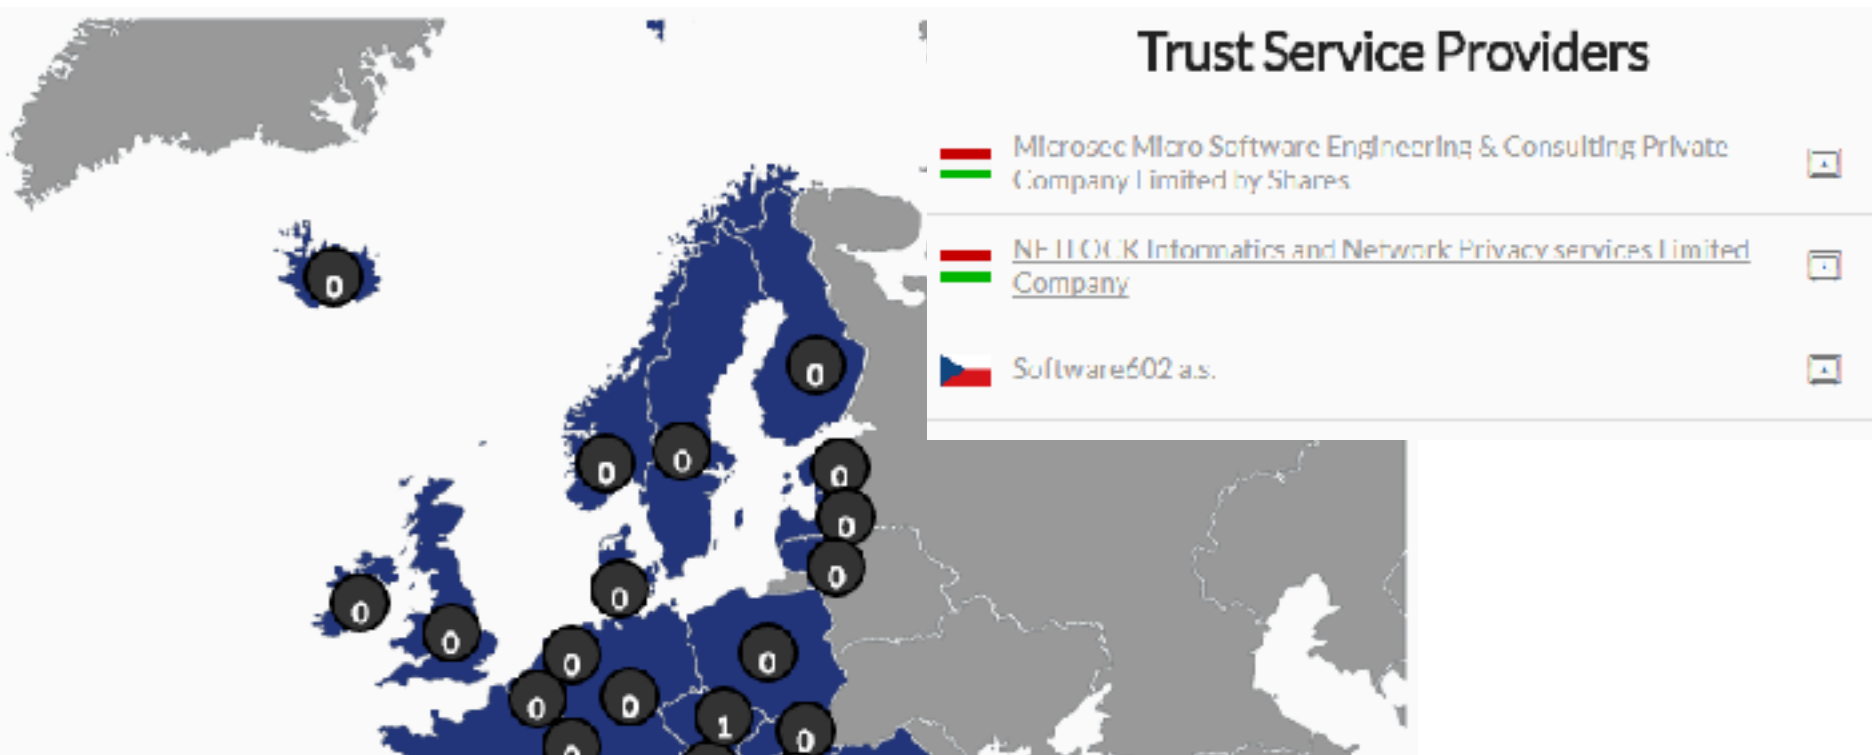 Trust Service Providers
Microsec Micro Software Engineering & Consulting Private
Company Limited by Shares
NETLOCK Informatics and Network Privacy services Limited
Company
Software602 a.s.
0
0
0
0
0
0
0
0
0
0
0
0
0
0
1
0